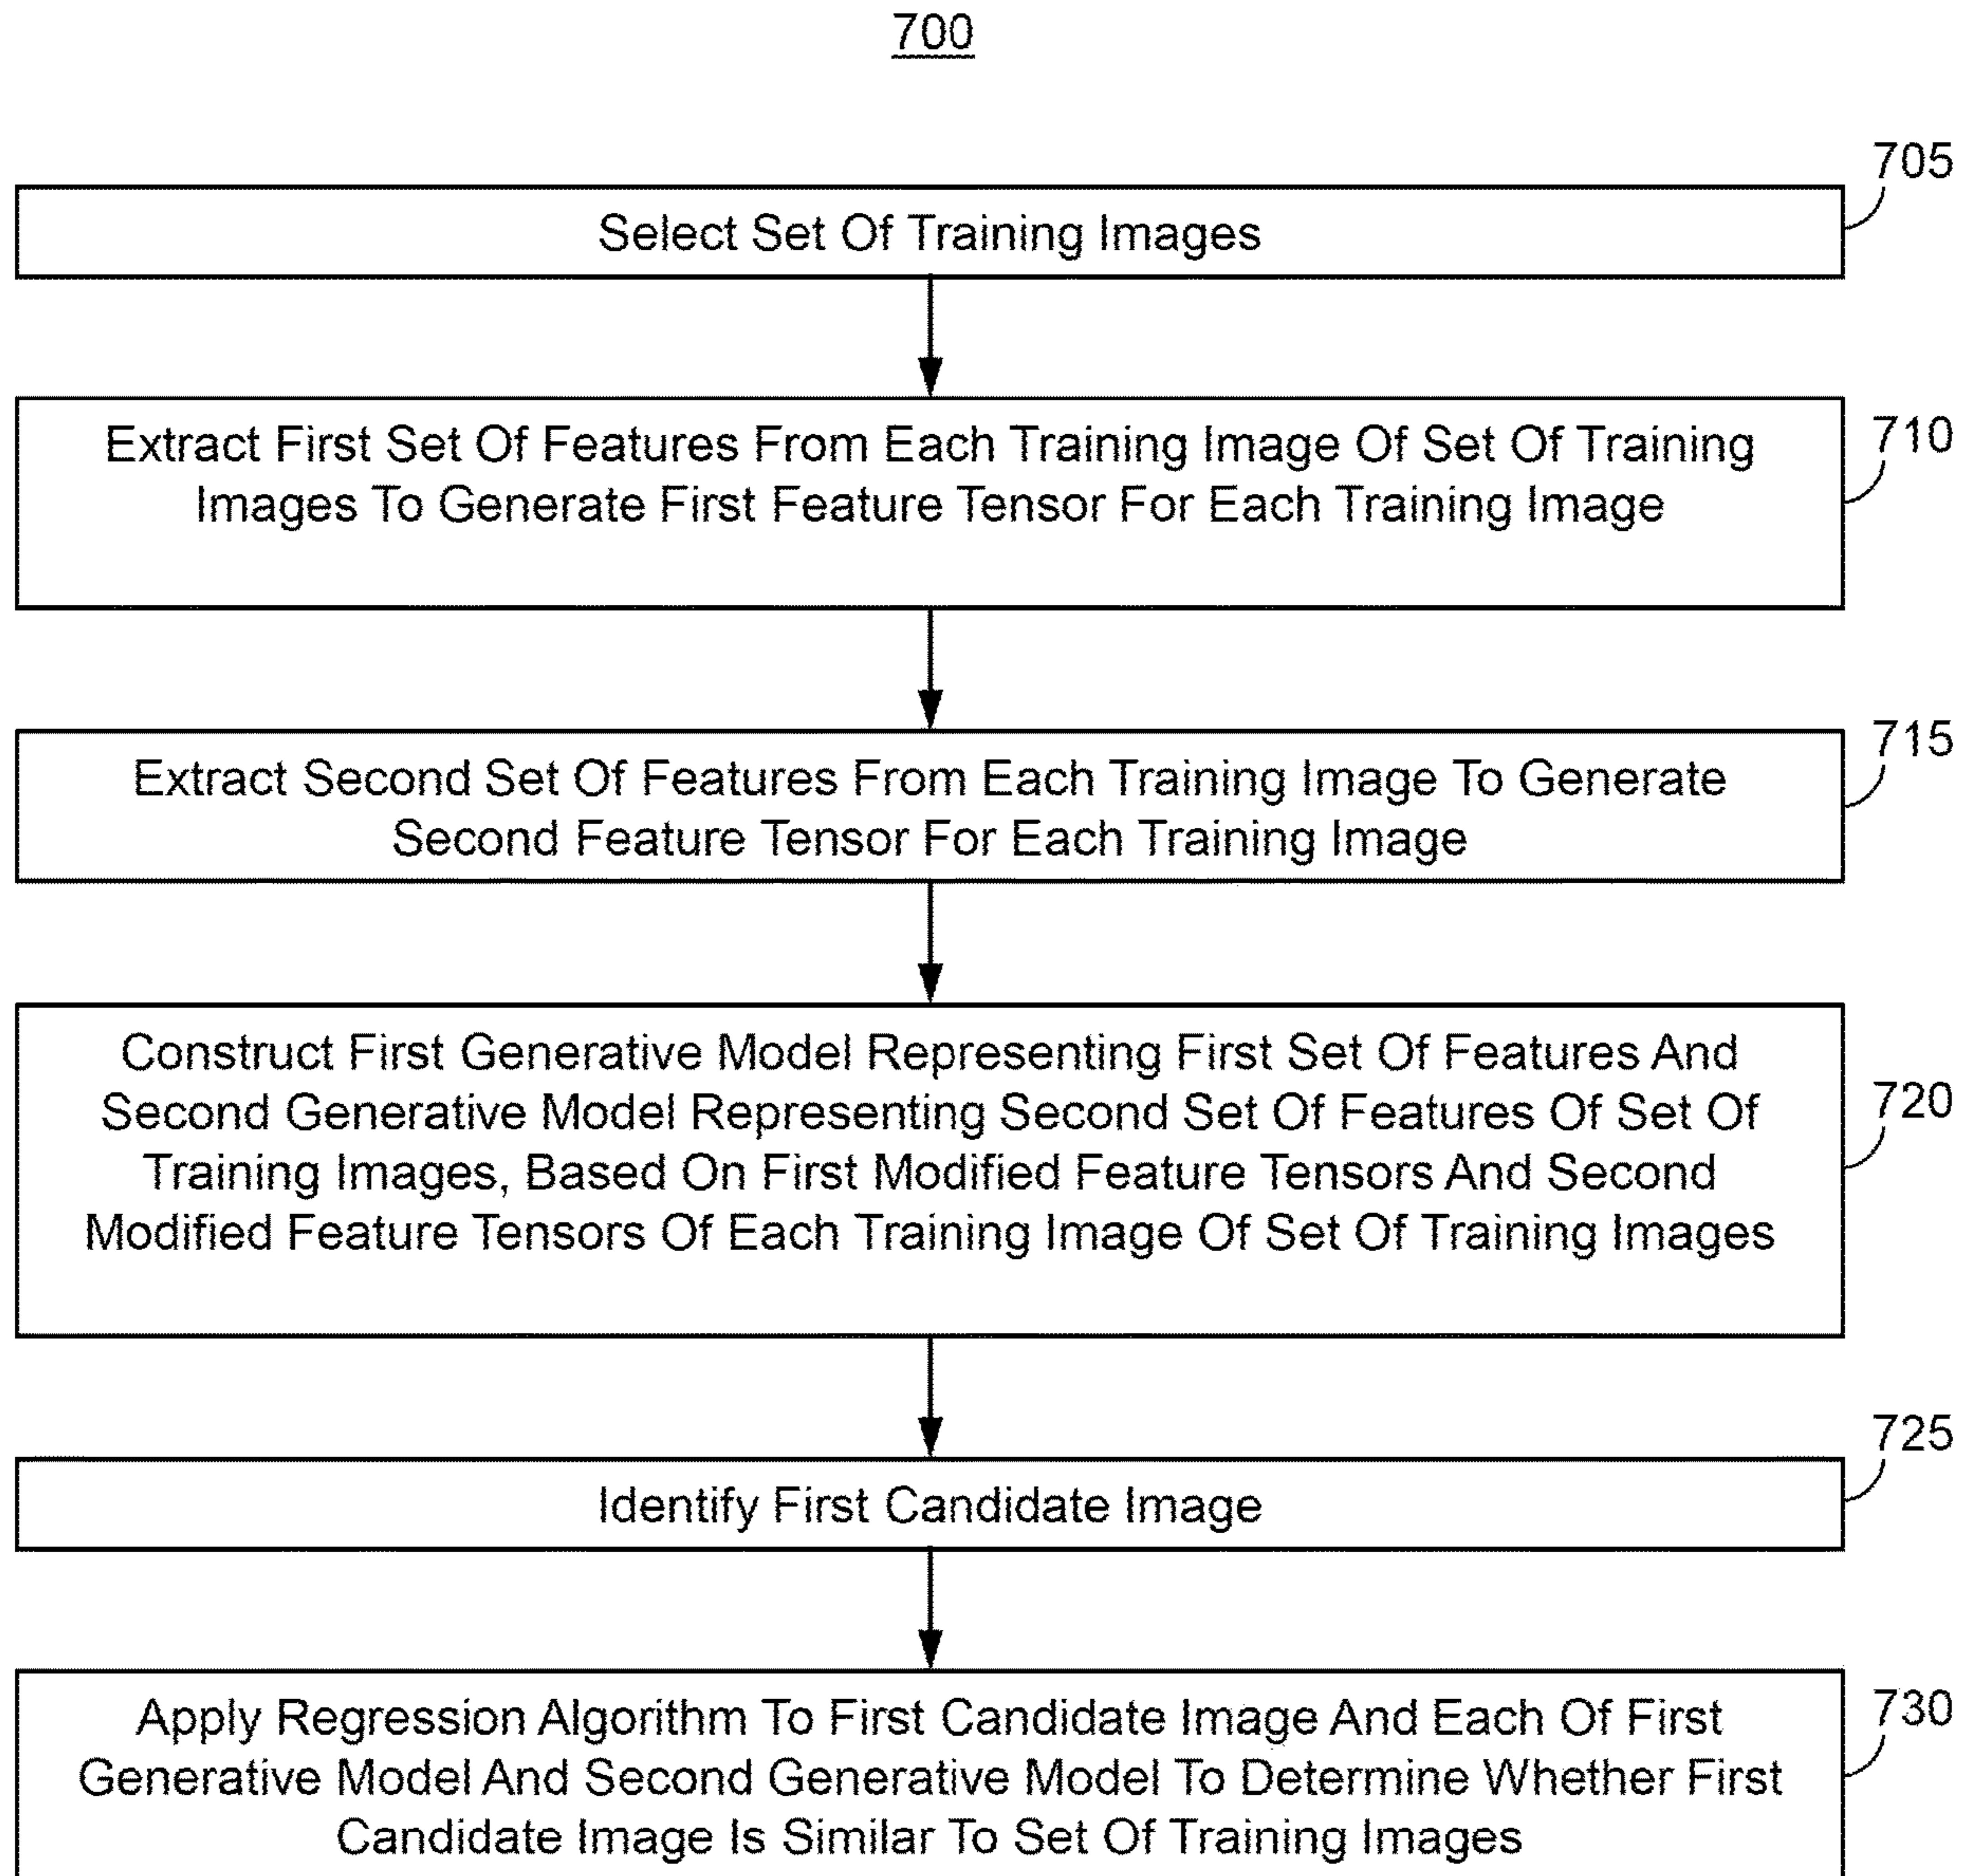 700
705
Select Set Of Training Images
710
Extract First Set Of Features From Each Training Image Of Set Of Training
Images To Generate First Feature Tensor For Each Training Image
715
Extract Second Set Of Features From Each Training Image To Generate
Second Feature Tensor For Each Training Image
Construct First Generative Model Representing First Set Of Features And
Second Generative Model Representing Second Set Of Features Of Set Of
720
Training Images, Based On First Modified Feature Tensors And Second
Modified Feature Tensors Of Each Training Image Of Set Of Training Images
725
Identify First Candidate Image
730
Apply Regression Algorithm To First Candidate Image And Each Of First
Generative Model And Second Generative Model To Determine Whether First
Candidate Image Is Similar To Set Of Training Images